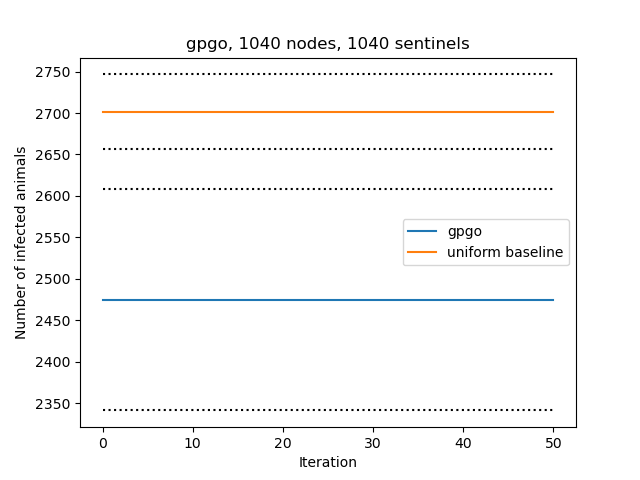 gpgo, 1040 nodes, 1040 sentinels
2750
2700
2650
2600
2550
2500
2450
2400
2350
Number of infected animals
gpgo
uniform baseline
0 10 20 30 40 50
Iteration